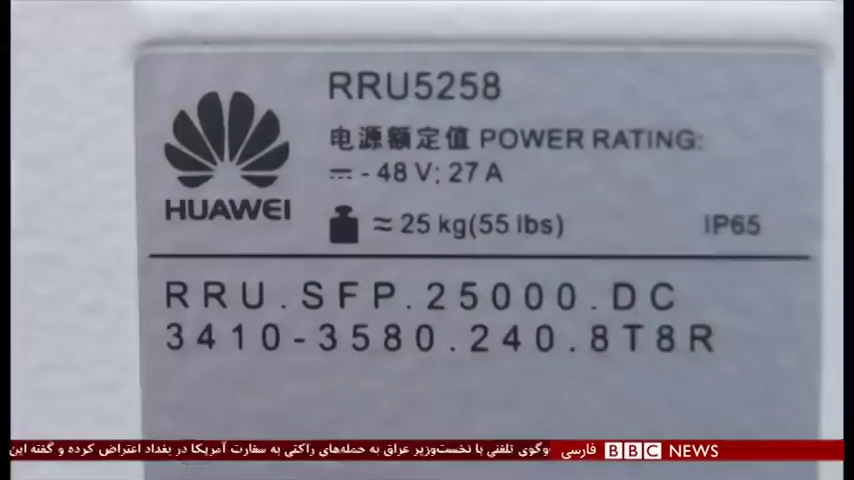 RRU5258
电源额定值 POWER RATING:
- 48 V; 27 A
HUAWEI
≈ 25 kg(55 lbs)
IP65
RRU.SFP.25000.DC
3410-3580.240.8T8R
وگوی تلفنی با نخست‌وزیر عراق به حمله‌های راکتی به سفارت آمریکا در بغداد اعتراض کرده و گفته این
BBC NEWS فارسی